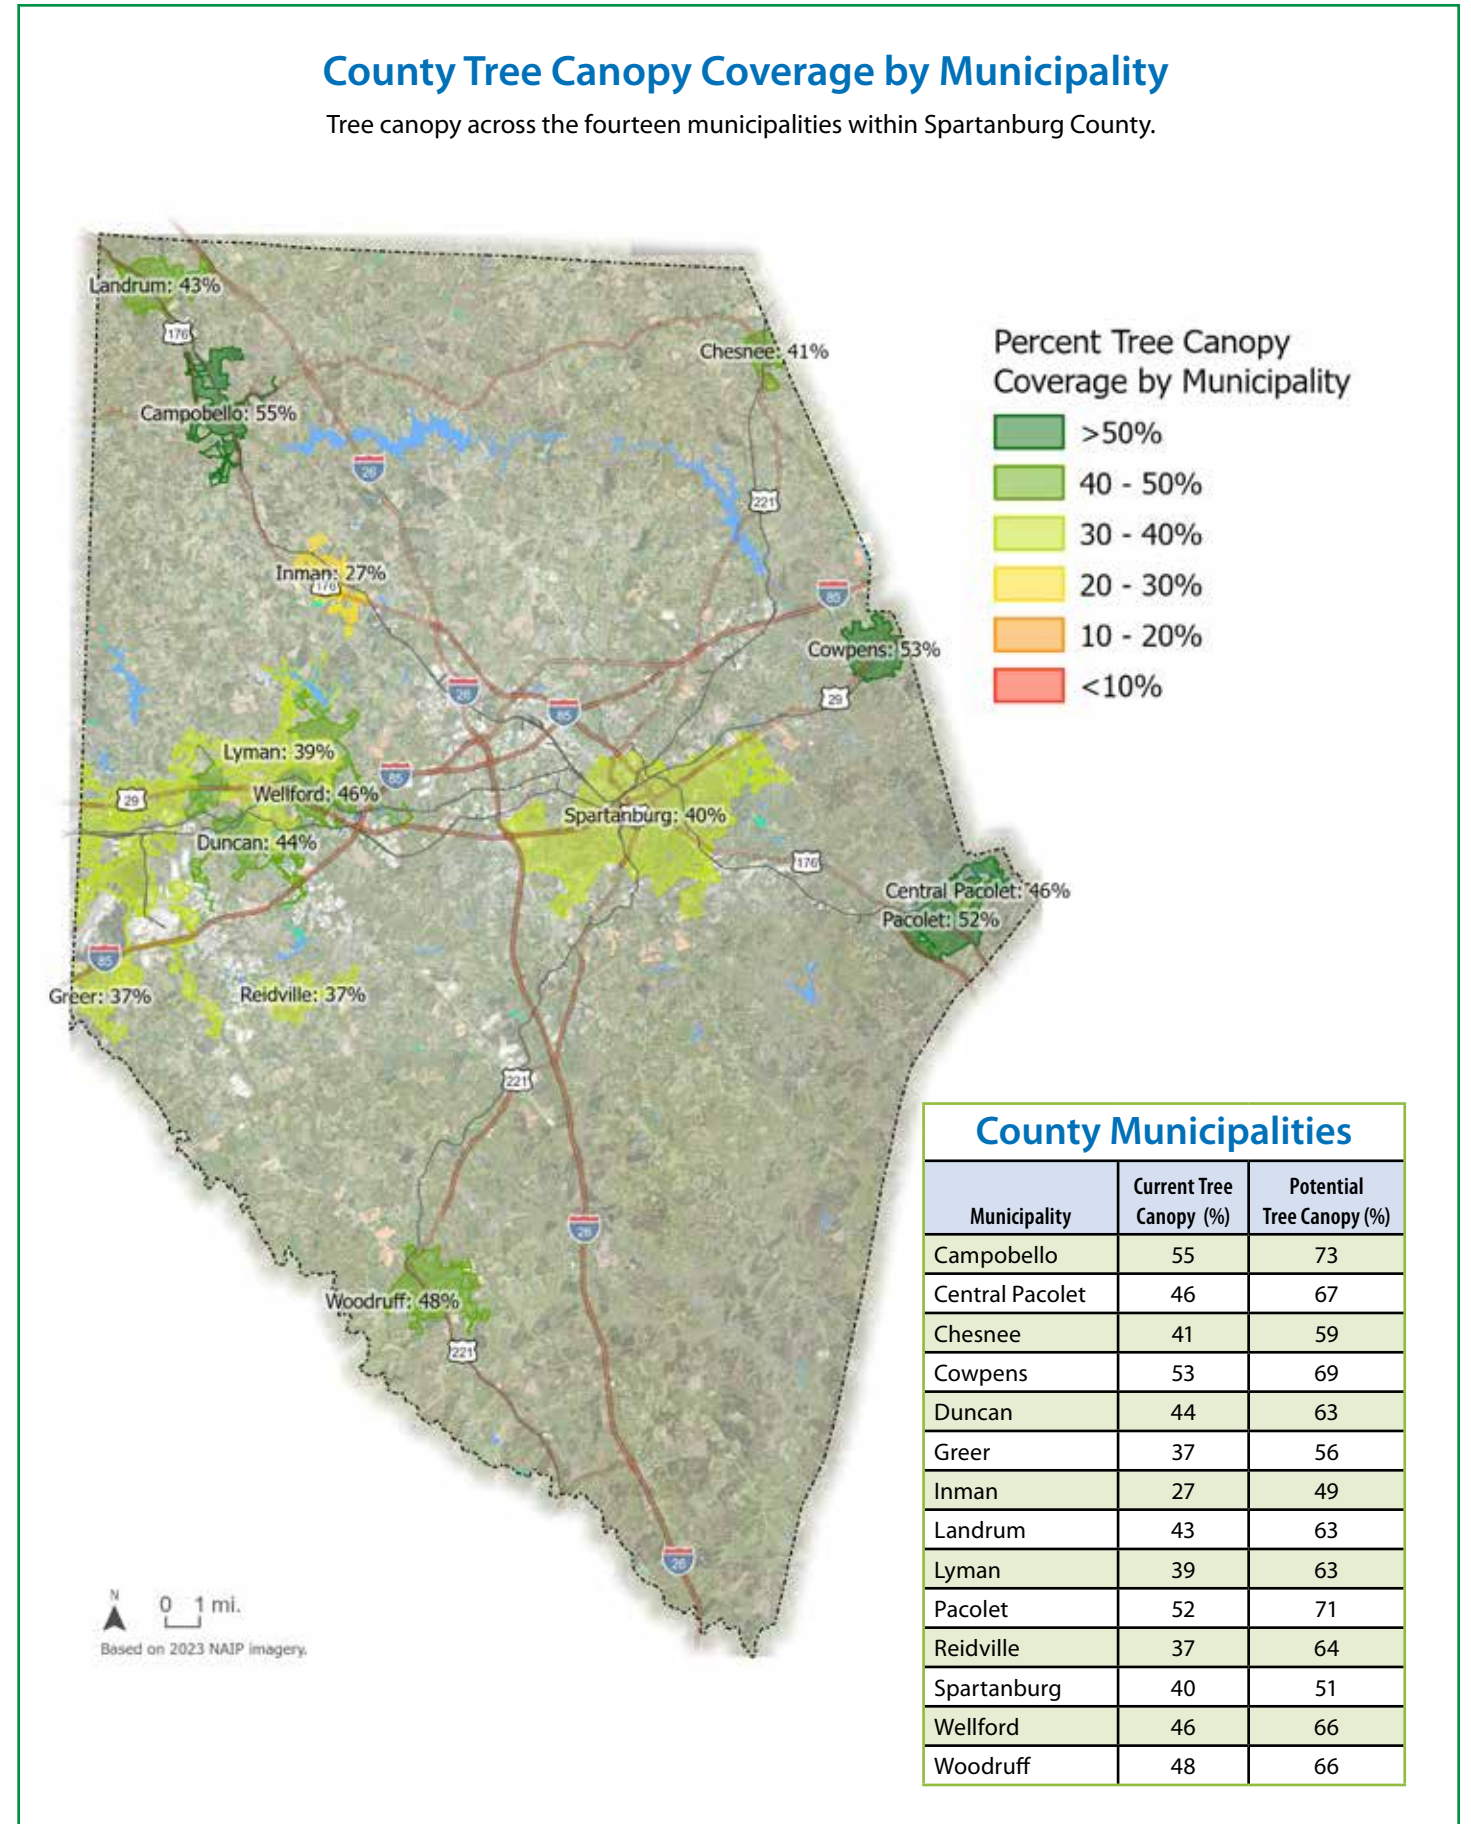 County Tree Canopy Coverage by Municipality
Tree canopy across the fourteen municipalities within Spartanburg County.
Landrum: 43%
176
Chesnee: 41%
Campobello: 55%
26
221
Inman: 27%
176
85
Cowpens: 53%
26
29
85
Lyman: 39%
85
Wellford: 46%
29
Spartanburg: 40%
Duncan: 44%
176
Central Pacolet: 46%
Pacolet: 52%
85
Greer: 37%
Reidville: 37%
221
26
Woodruff: 48%
221
26
Percent Tree Canopy
Coverage by Municipality
>50%
40 - 50%
30 - 40%
20 - 30%
10 - 20%
<10%
N
0 1 mi.
Based on 2023 NAIP imagery.
County Municipalities
Municipality Current Tree Canopy (%) Potential Tree Canopy (%)
Campobello 55 73
Central Pacolet 46 67
Chesnee 41 59
Cowpens 53 69
Duncan 44 63
Greer 37 56
Inman 27 49
Landrum 43 63
Lyman 39 63
Pacolet 52 71
Reidville 37 64
Spartanburg 40 51
Wellford 46 66
Woodruff 48 66